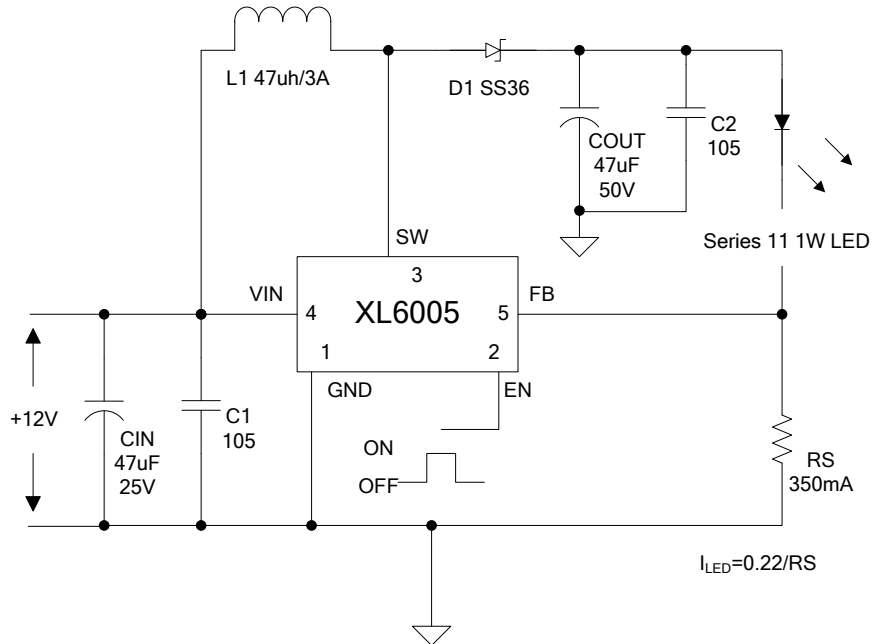 L1 47uh/3A
D1 SS36
COUT
47uF
50V
C2
105
Series 11 1W LED
SW
3
VIN
4
XL6005
5
FB
1
2
GND
EN
+12V
CIN
47uF
25V
C1
105
ON
OFF
RS
350mA
I_LED=0.22/RS